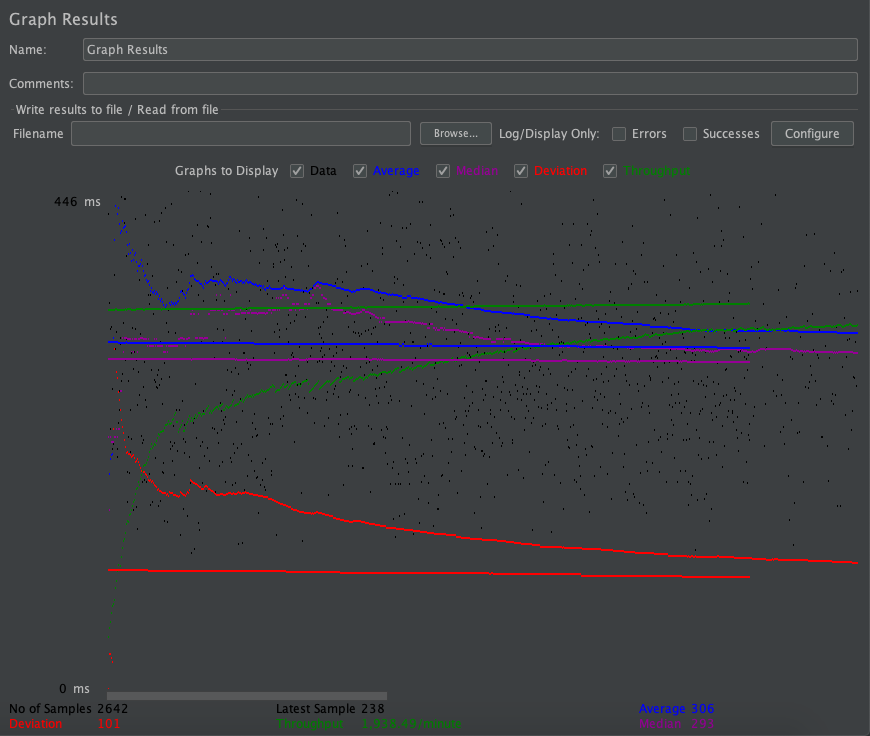 Graph Results
Name: Graph Results
Comments:
Write results to file / Read from file
Filename Browse... Log/Display Only: Errors Successes Configure
Graphs to Display Data Average Median Deviation Throughput
446 ms
0 ms
No of Samples 2642 Latest Sample 238 Average 306
Deviation 101 Throughput 1,938.49/minute Median 293